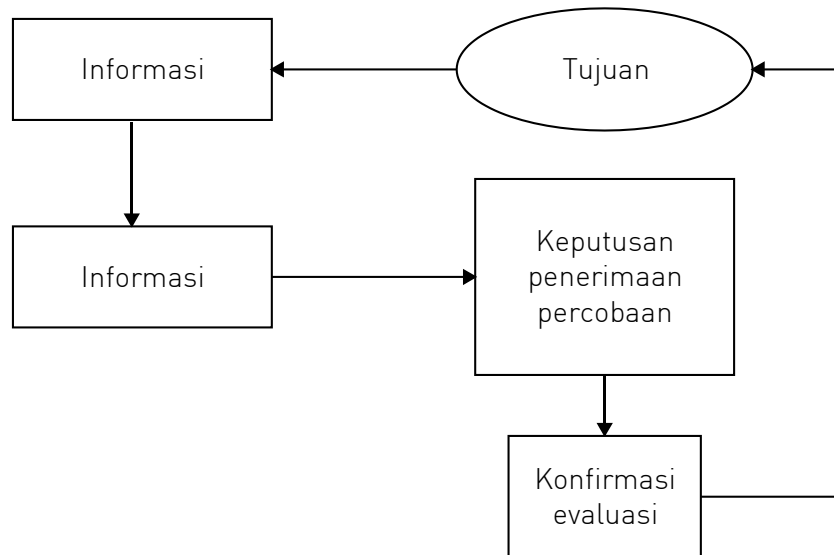 Informasi
Tujuan
Informasi
Keputusan
penerimaan
percobaan
Konfirmasi
evaluasi